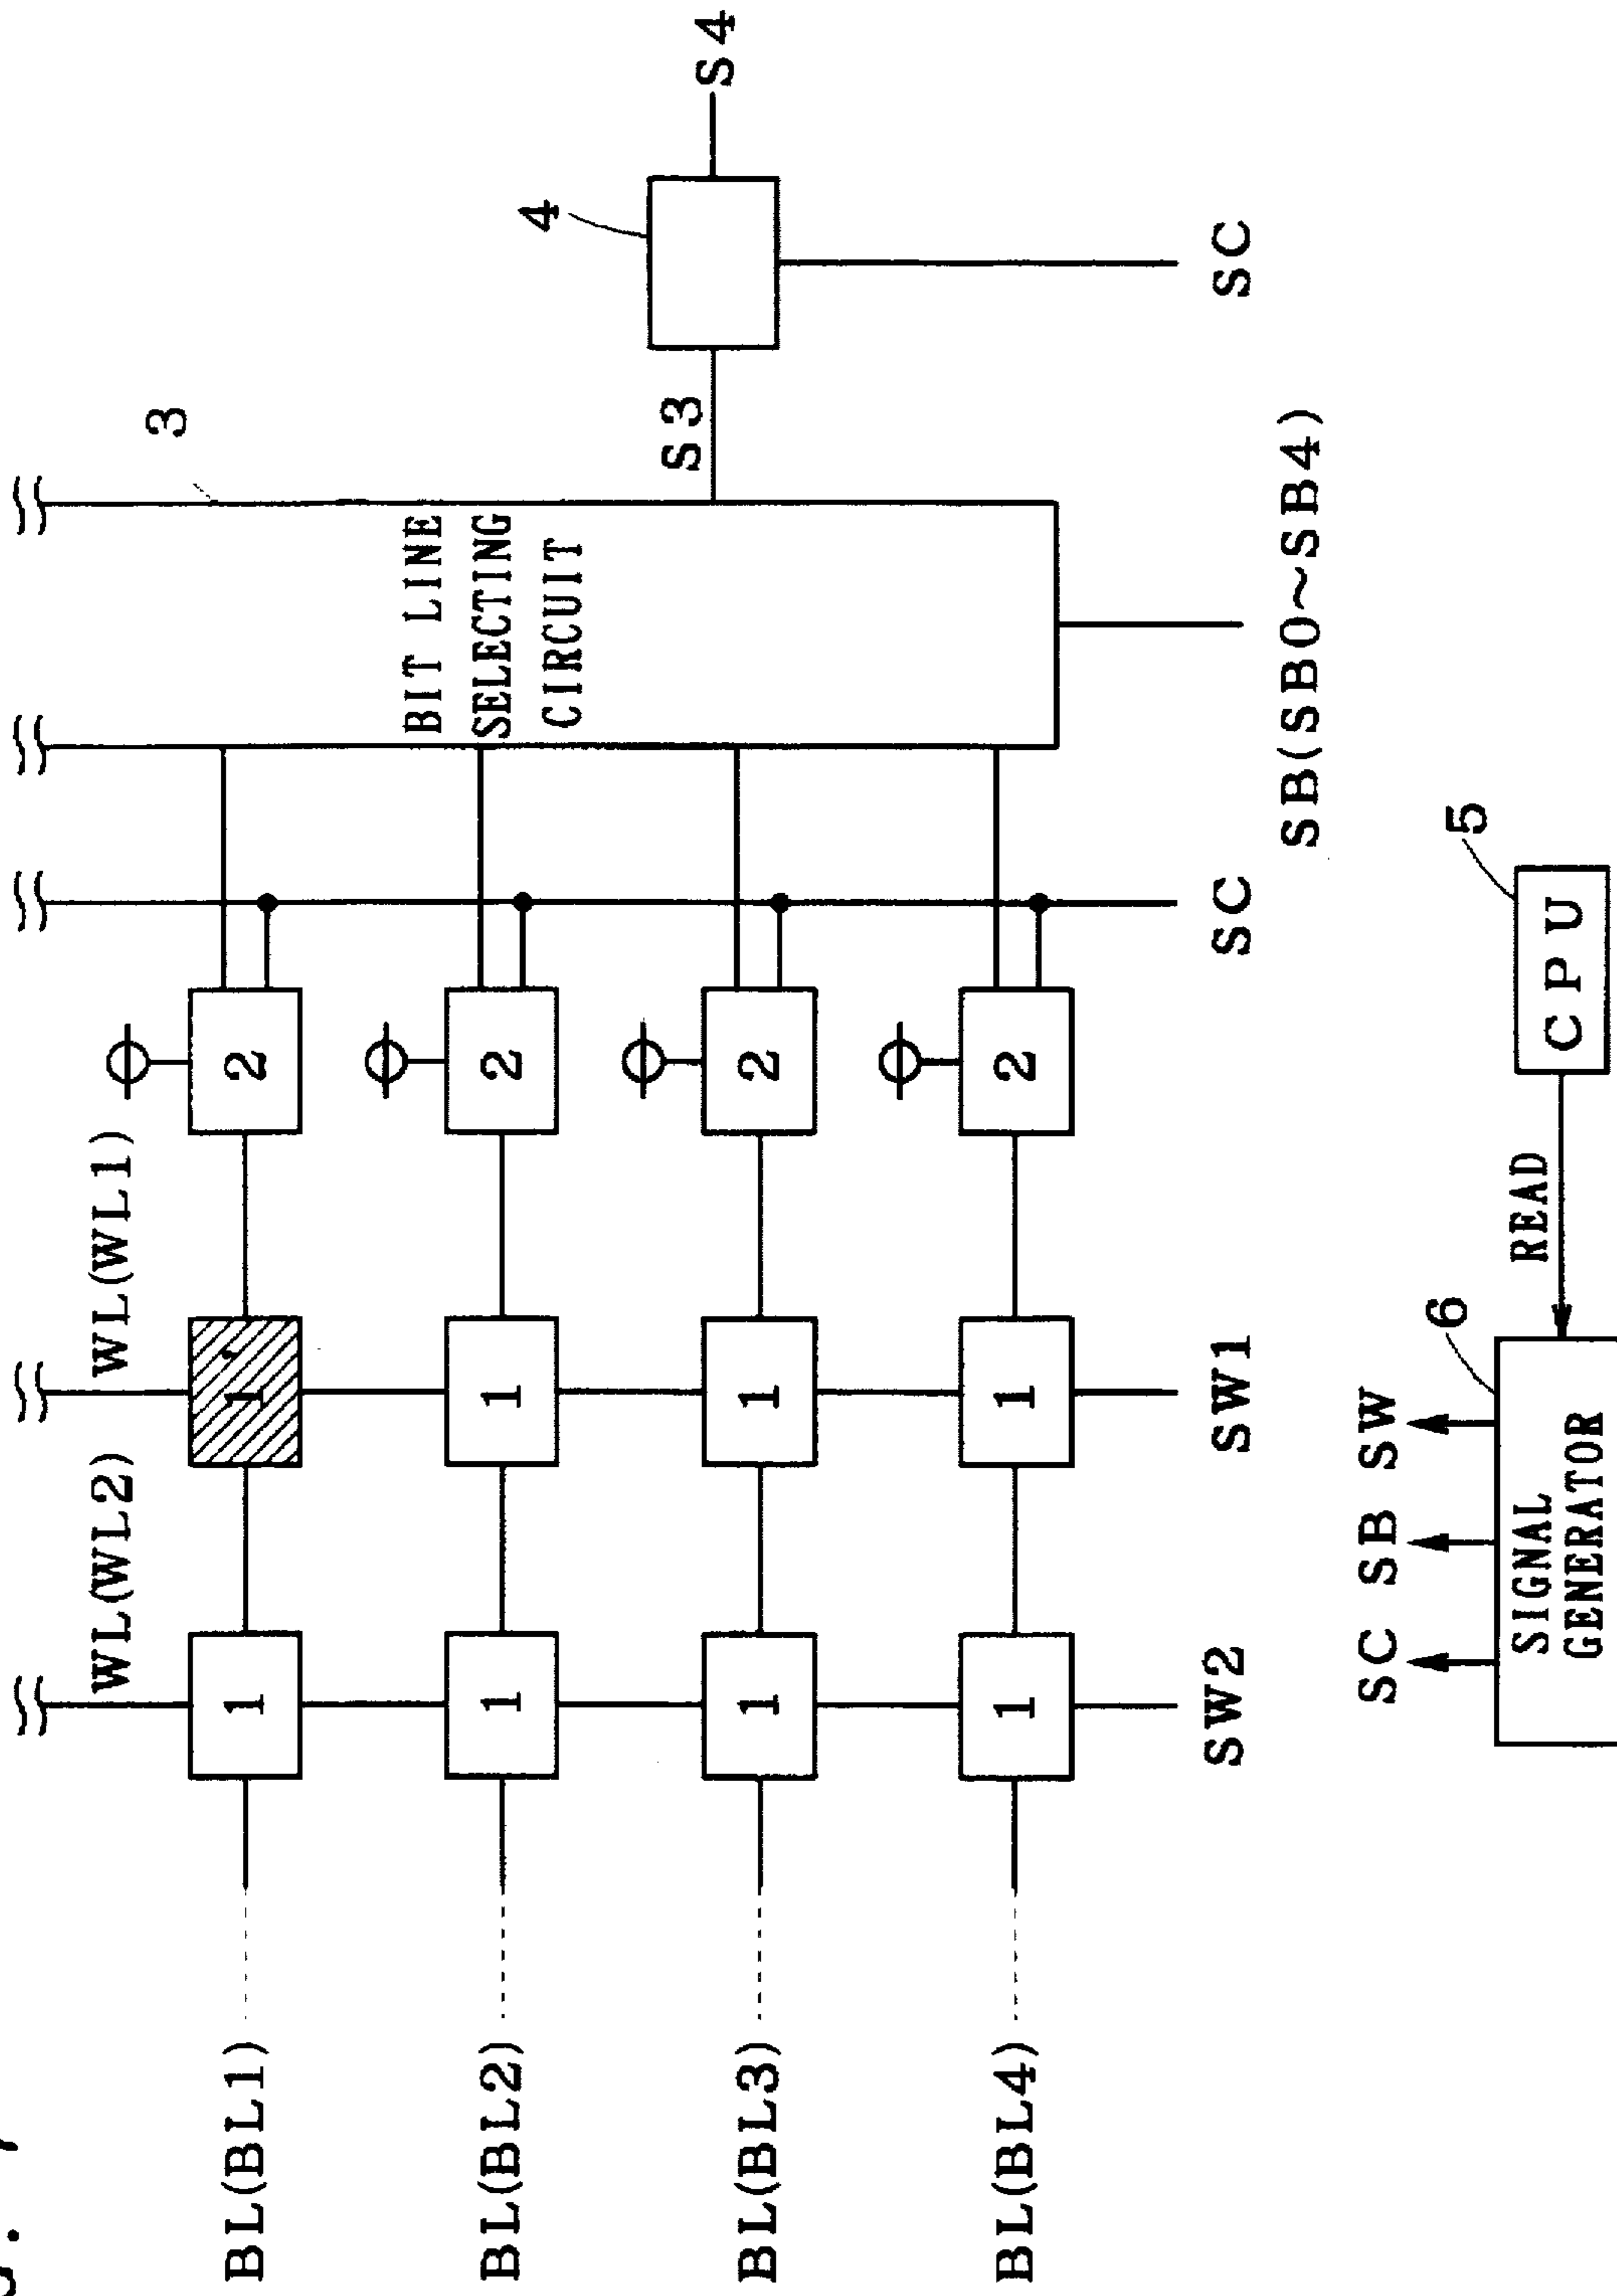 BL(BL1)
WL(WL2)
1
WL(WL1)
1
2
3
BIT LINE
SELECTING
CIRCUIT
BL(BL2)
1
1
2
S3
4
S4
BL(BL3)
1
1
2
BL(BL4)
1
1
2
SW2
SW1
SC
SB(SB0~SB4)
SC
SC SB SW
6
SIGNAL
GENERATOR
READ
5
CPU